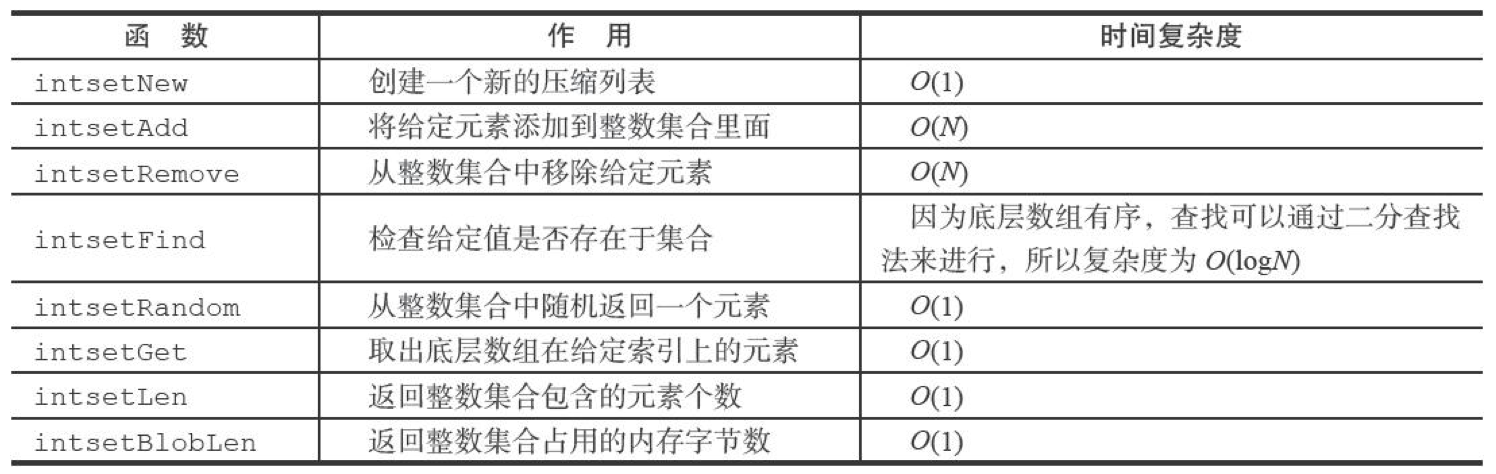 函 数 作 用 时间复杂度
intsetNew 创建一个新的压缩列表 O(1)
intsetAdd 将给定元素添加到整数集合里面 O(N)
intsetRemove 从整数集合中移除给定元素 O(N)
intsetFind 检查给定值是否存在于集合 因为底层数组有序，查找可以通过二分查找
法来进行，所以复杂度为 O(logN)
intsetRandom 从整数集合中随机返回一个元素 O(1)
intsetGet 取出底层数组在给定索引上的元素 O(1)
intsetLen 返回整数集合包含的元素个数 O(1)
intsetBlobLen 返回整数集合占用的内存字节数 O(1)